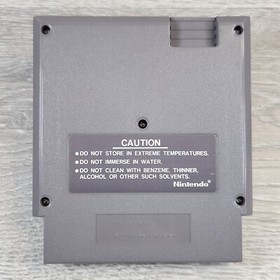 CAUTION
●DO NOT STORE IN EXTREME TEMPERATURES.
●DO NOT IMMERSE IN WATER.
●DO NOT CLEAN WITH BENZENE, THINNER,
ALCOHOL OR OTHER SUCH SOLVENTS.
Nintendo®